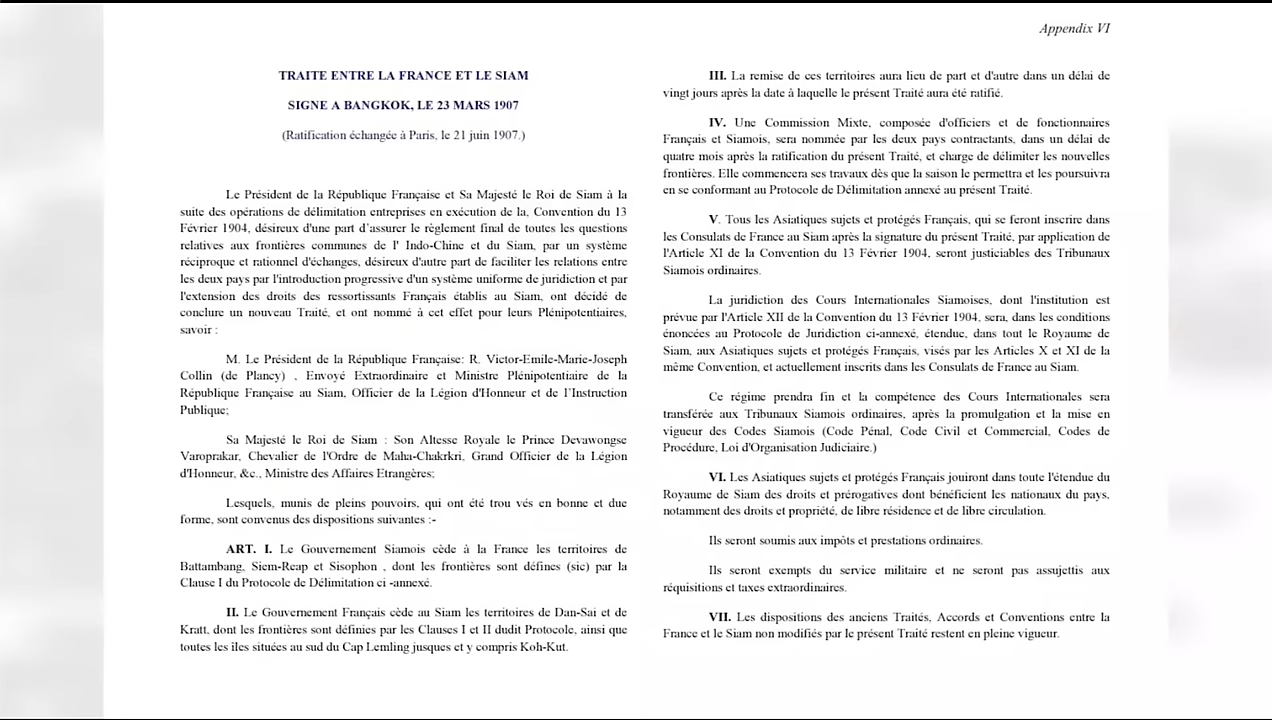 Appendix VI
TRAITE ENTRE LA FRANCE ET LE SIAM
SIGNE A BANGKOK, LE 23 MARS 1907
(Ratification échangée à Paris, le 21 juin 1907.)
Le Président de la République Française et Sa Majesté le Roi de Siam à la
suite des opérations de délimitation entreprises en exécution de la, Convention du 13
Février 1904, désireux d'une part d'assurer le règlement final de toutes les questions
relatives aux frontières communes de l' Indo-Chine et du Siam, par un système
réciproque et rationnel d'échanges, désireux d'autre part de faciliter les relations entre
les deux pays par l'introduction progressive d'un système uniforme de juridiction et par
l'extension des droits des ressortissants Français établis au Siam, ont décidé de
conclure un nouveau Traité, et ont nommé à cet effet pour leurs Plénipotentiaires,
savoir :
M. Le Président de la République Française: R. Victor-Emile-Marie-Joseph
Collin (de Plancy) , Envoyé Extraordinaire et Ministre Plénipotentiaire de la
République Française au Siam, Officier de la Légion d'Honneur et de l'Instruction
Publique;
Sa Majesté le Roi de Siam : Son Altesse Royale le Prince Devawongse
Varoprakar, Chevalier de l'Ordre de Maha-Chakrkri, Grand Officier de la Légion
d'Honneur, &c., Ministre des Affaires Etrangères;
Lesquels, munis de pleins pouvoirs, qui ont été trou vés en bonne et due
forme, sont convenus des dispositions suivantes :-
ART. I. Le Gouvernement Siamois cède à la France les territoires de
Battambang, Siem-Reap et Sisophon , dont les frontières sont défines (sic) par la
Clause I du Protocole de Délimitation ci -annexé.
II. Le Gouvernement Français cède au Siam les territoires de Dan-Sai et de
Kratt, dont les frontières sont définies par les Clauses I et II dudit Protocole, ainsi que
toutes les îles situées au sud du Cap Lemling jusques et y compris Koh-Kut.
III. La remise de ces territoires aura lieu de part et d'autre dans un délai de
vingt jours après la date à laquelle le présent Traité aura été ratifié.
IV. Une Commission Mixte, composée d'officiers et de fonctionnaires
Français et Siamois, sera nommée par les deux pays contractants, dans un délai de
quatre mois après la ratification du présent Traité, et charge de délimiter les nouvelles
frontières. Elle commencera ses travaux dès que la saison le permettra et les poursuivra
en se conformant au Protocole de Délimitation annexé au présent Traité.
V. Tous les Asiatiques sujets et protégés Français, qui se feront inscrire dans
les Consulats de France au Siam après la signature du présent Traité, par application de
l'Article XI de la Convention du 13 Février 1904, seront justiciables des Tribunaux
Siamois ordinaires.
La juridiction des Cours Internationales Siamoises, dont l'institution est
prévue par l'Article XII de la Convention du 13 Février 1904, sera, dans les conditions
énoncées au Protocole de Juridiction ci-annexé, étendue, dans tout le Royaume de
Siam, aux Asiatiques sujets et protégés Français, visés par les Articles X et XI de la
même Convention, et actuellement inscrits dans les Consulats de France au Siam.
Ce régime prendra fin et la compétence des Cours Internationales sera
transférée aux Tribunaux Siamois ordinaires, après la promulgation et la mise en
vigueur des Codes Siamois (Code Pénal, Code Civil et Commercial, Codes de
Procédure, Loi d'Organisation Judiciaire.)
VI. Les Asiatiques sujets et protégés Français jouiront dans toute l'étendue du
Royaume de Siam des droits et prérogatives dont bénéficient les nationaux du pays,
notamment des droits et propriété, de libre résidence et de libre circulation.
Ils seront soumis aux impôts et prestations ordinaires.
Ils seront exempts du service militaire et ne seront pas assujettis aux
réquisitions et taxes extraordinaires.
VII. Les dispositions des anciens Traités, Accords et Conventions entre la
France et le Siam non modifiés par le présent Traité restent en pleine vigueur.